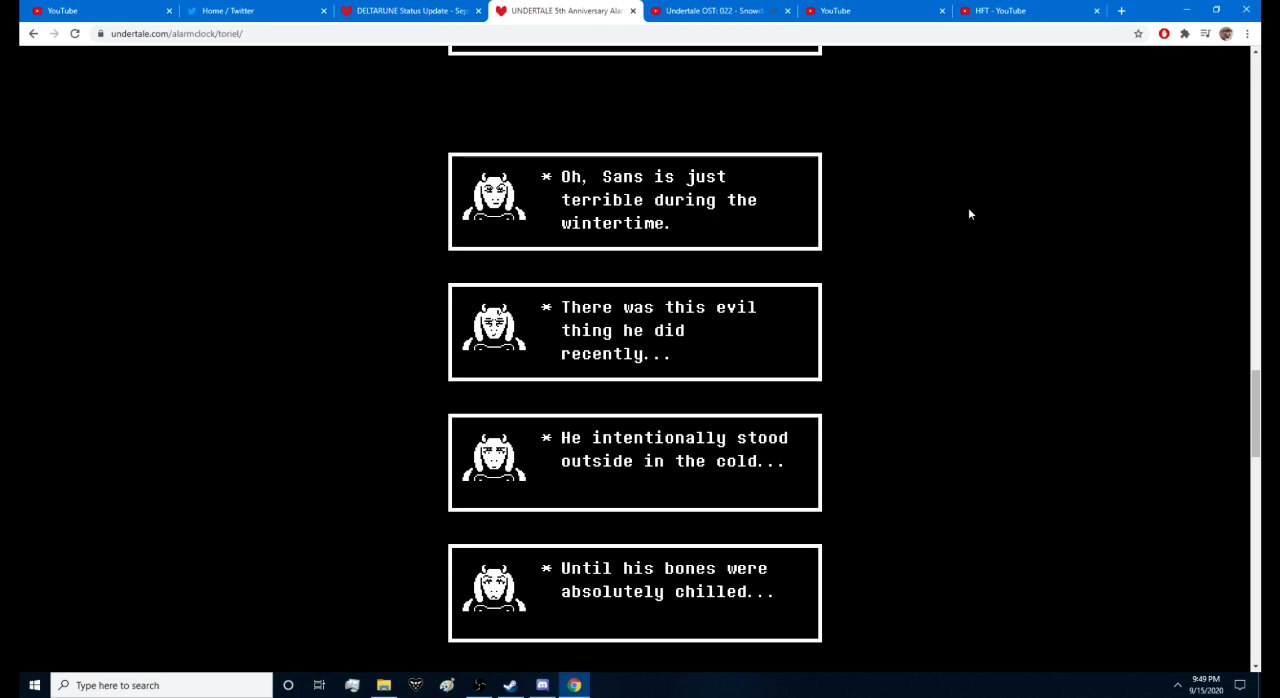 YouTube
Home / Twitter
DELTARUNE Status Update - Sep
UNDERTALE 5th Anniversary Alar
Undertale OST: 022 - Snowd
YouTube
HFT - YouTube
undertale.com/alarmclock/toriel/
* Oh, Sans is just
terrible during the
wintertime.
* There was this evil
thing he did
recently...
* He intentionally stood
outside in the cold...
* Until his bones were
absolutely chilled...
Type here to search
9:49 PM
9/15/2020